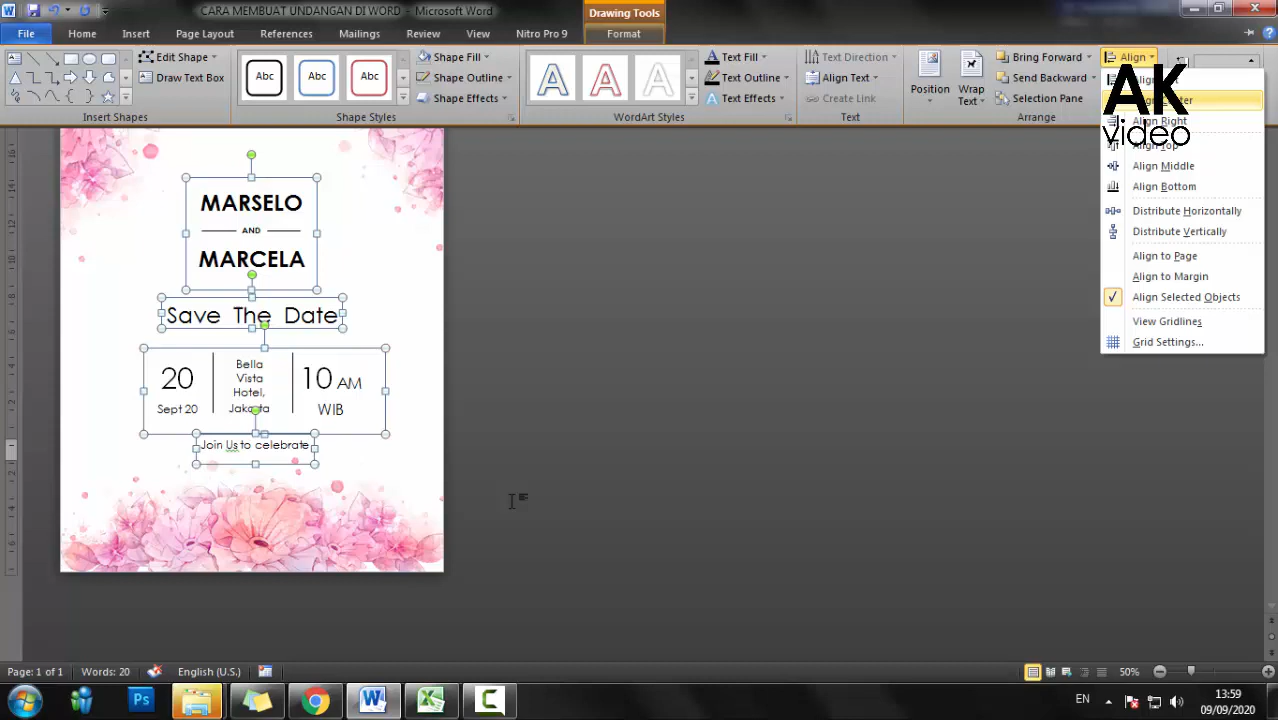 CARA MEMBUAT UNDANGAN DI WORD - Microsoft Word
Drawing Tools
File Home Insert Page Layout References Mailings Review View Nitro Pro 9 Format
Edit Shape
Draw Text Box
Insert Shapes
Abc Abc Abc
Shape Fill
Shape Outline
Shape Effects
Shape Styles
A A A
Text Fill
Text Outline
Text Effects
WordArt Styles
Text Direction
Align Text
Create Link
Text
Position
Wrap
Text
Bring Forward
Send Backward
Selection Pane
Arrange
Align
AK
video
Align Right
Align Top
Align Middle
Align Bottom
Distribute Horizontally
Distribute Vertically
Align to Page
Align to Margin
Align Selected Objects
View Gridlines
Grid Settings...
MARSELO
AND
MARCELA
Save The Date
20
Sept 20
Bella
Vista
Hotel,
Jakarta
10 AM
WIB
Join Us to celebrate
Page: 1 of 1 Words: 20 English (U.S.) 50%
Ps
EN
13:59
09/09/2020